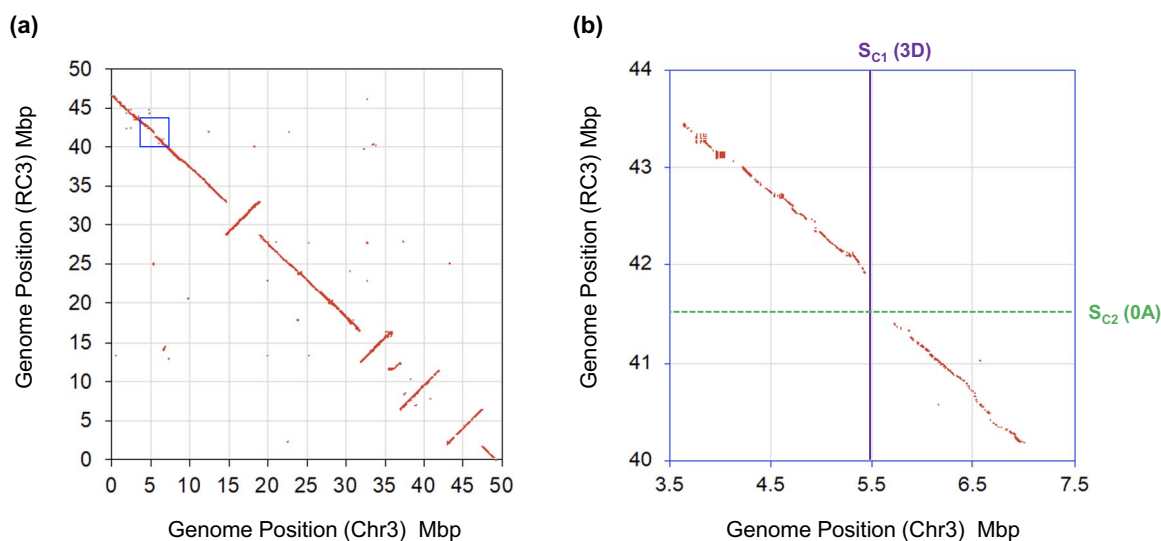 (a)
50
45
40
35
30
25
20
15
10
5
0
Genome Position (RC3) Mbp
0 5 10 15 20 25 30 35 40 45 50
Genome Position (Chr3) Mbp
(b)
S_C1 (3D)
44
43
42
41
40
Genome Position (RC3) Mbp
S_C2 (0A)
3.5 4.5 5.5 6.5 7.5
Genome Position (Chr3) Mbp